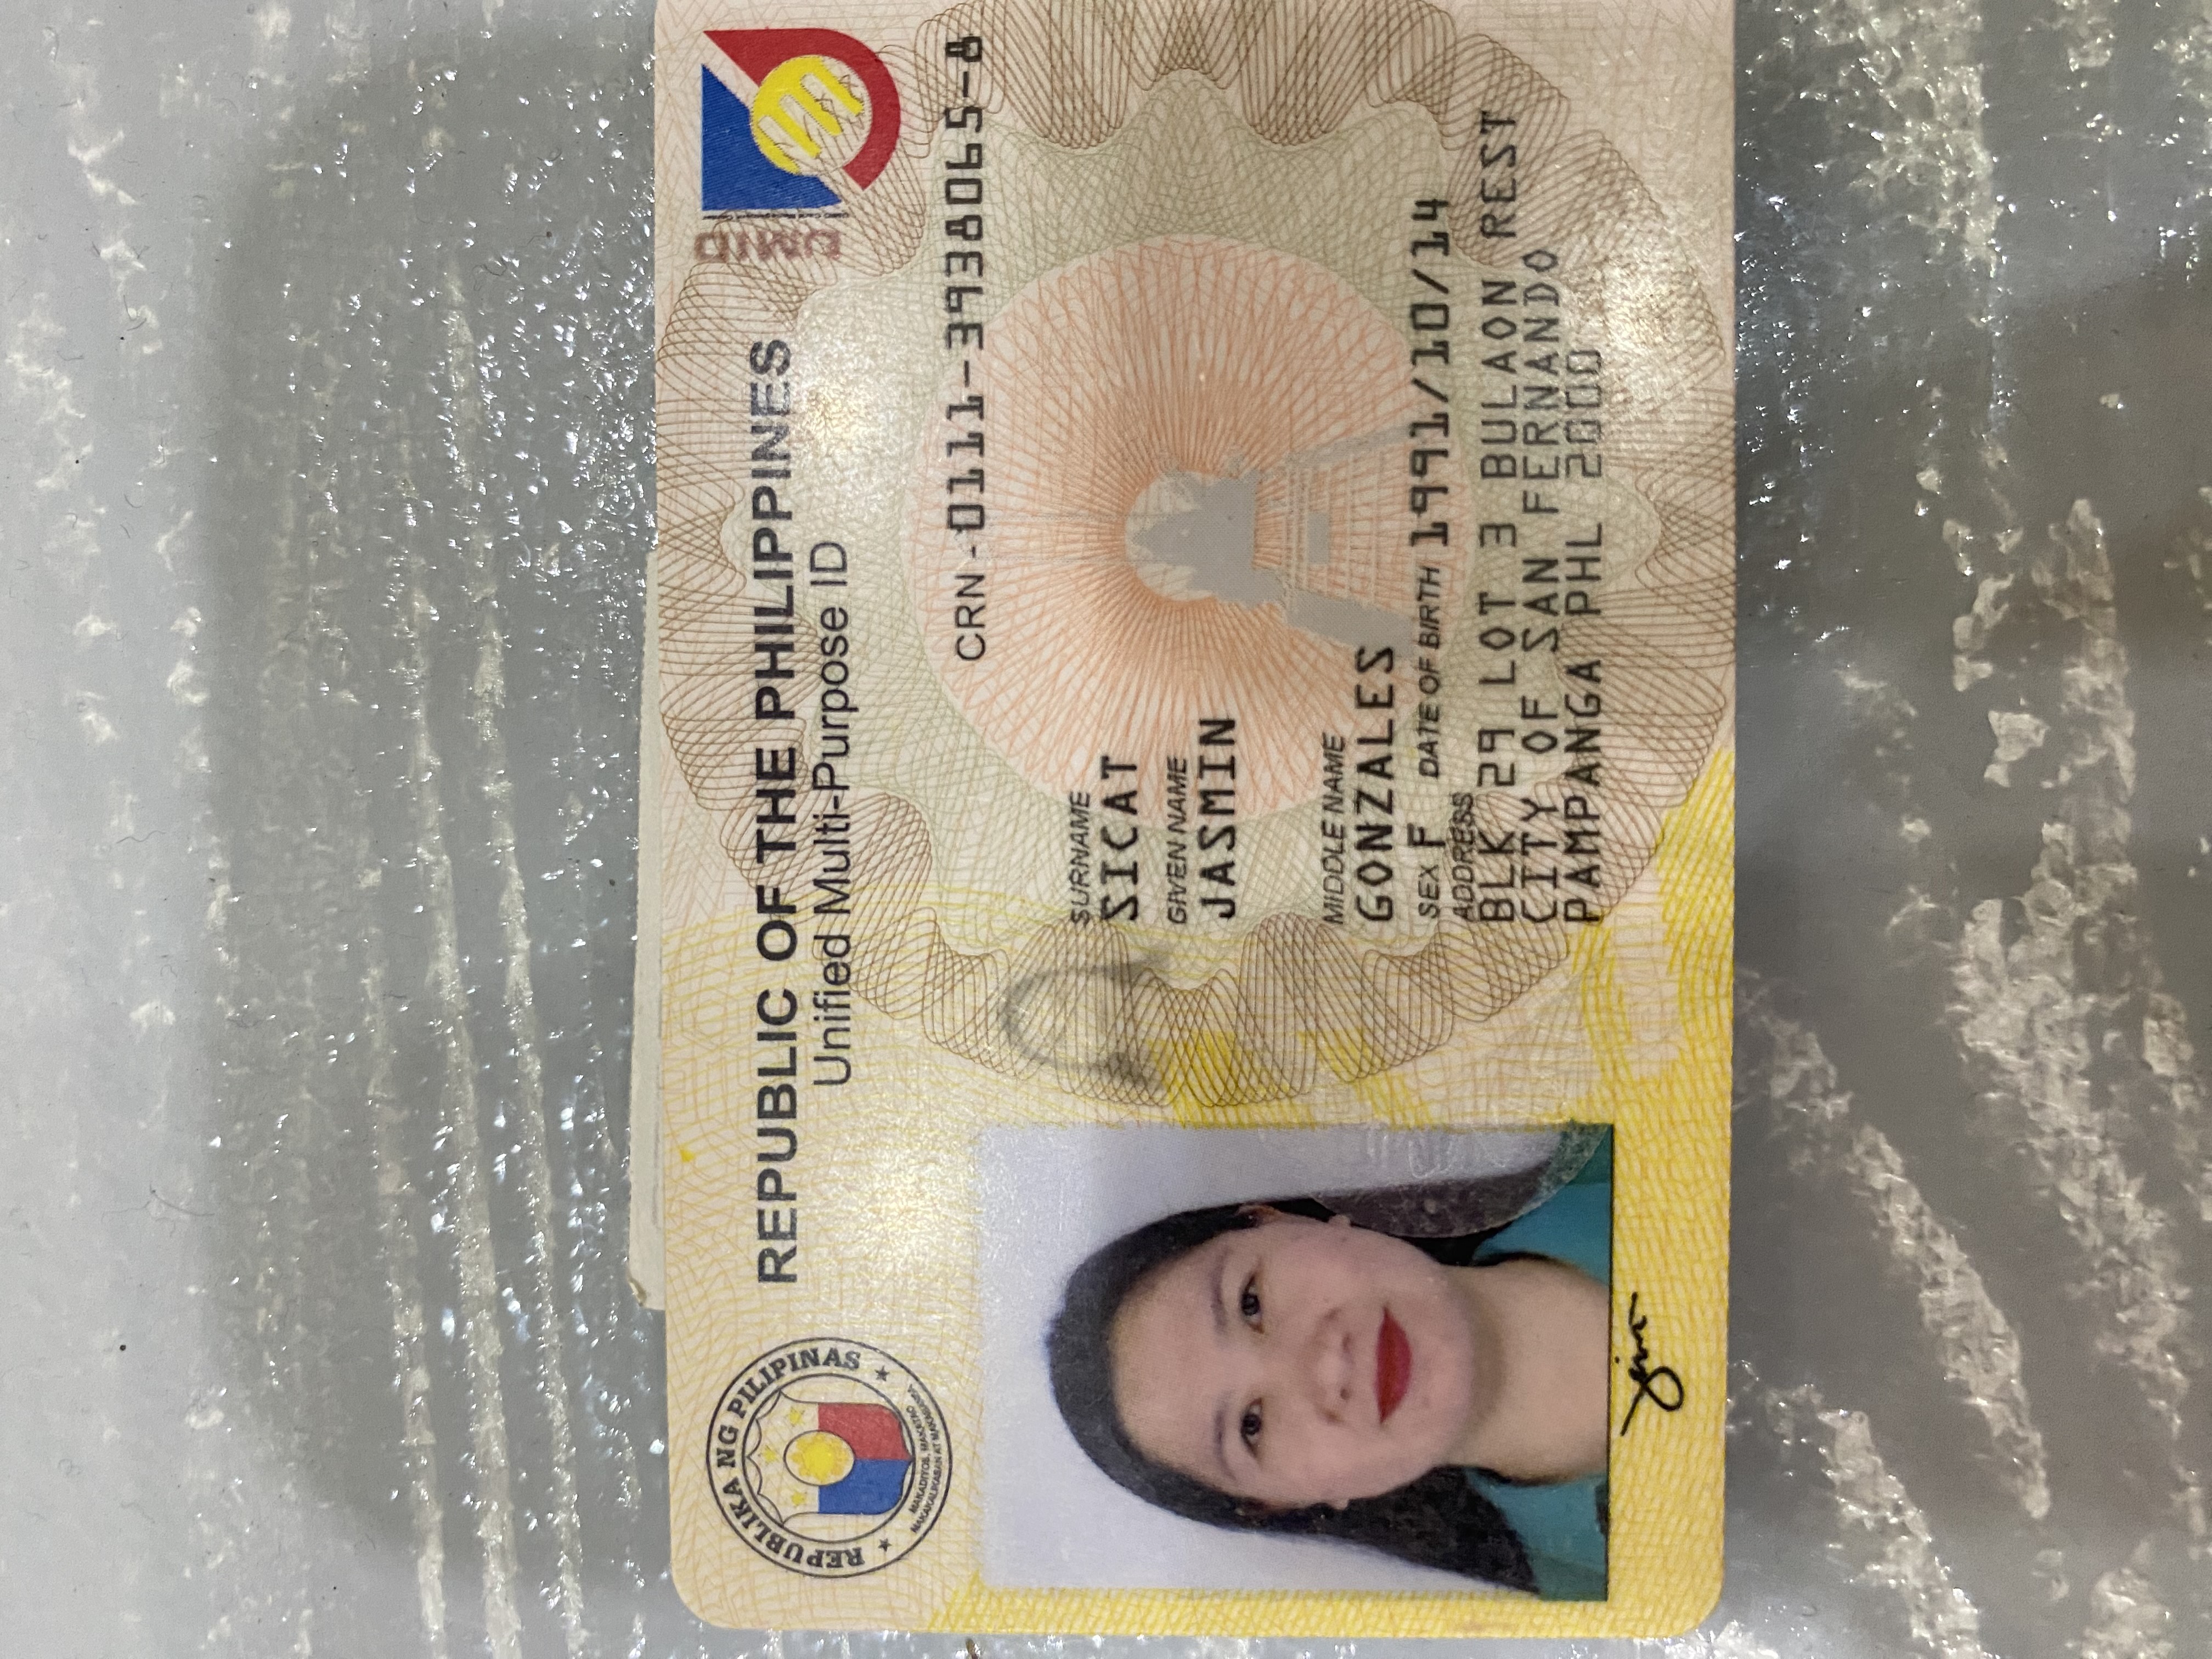 REPUBLIKA NG PILIPINAS
MAKADIYOS, MAKATAO
MAKAKALIKASAN AT MAKABANSA
REPUBLIC OF THE PHILIPPINES
Unified Multi-Purpose ID
UMID
CRN - 0111-3938065-8
SURNAME
SICAT
GIVEN NAME
JASMIN
MIDDLE NAME
GONZALES
SEX F DATE OF BIRTH 1991/10/14
ADDRESS
BLK 29 LOT 3 BULAON REST
CITY OF SAN FERNANDO
PAMPANGA PHL 2000